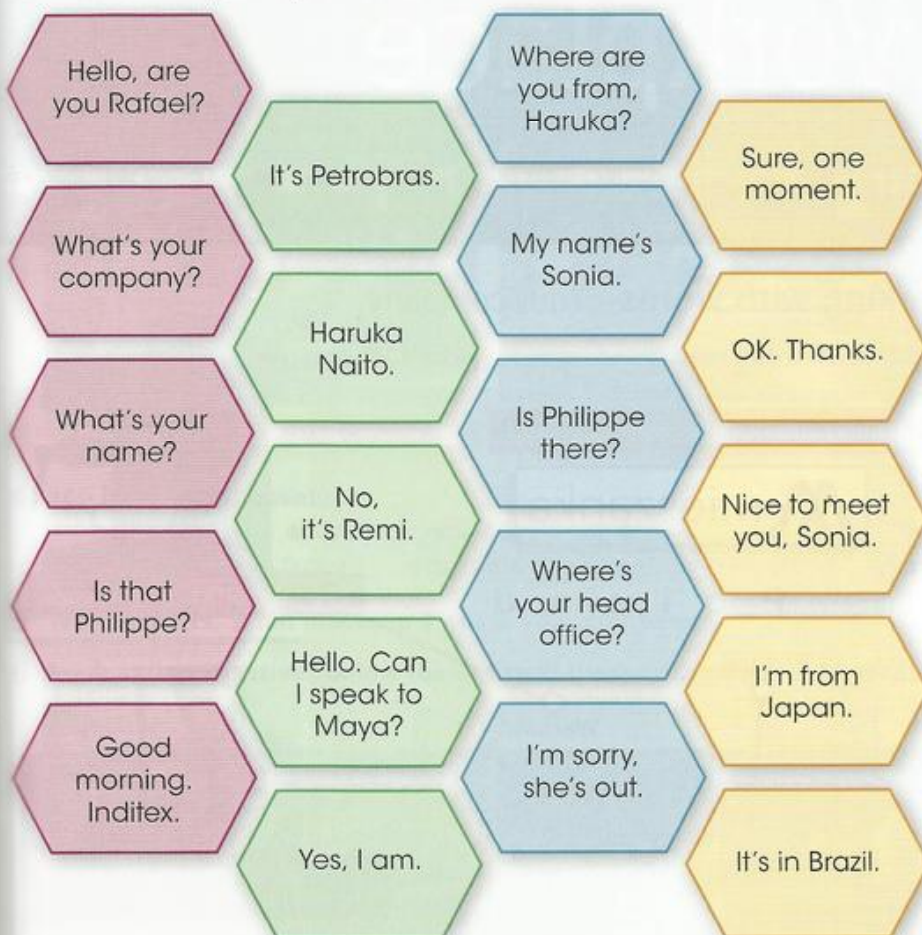 Hello, are
you Rafael?
What's your
company?
What's your
name?
Is that
Philippe?
Good
morning.
Inditex.
It's Petrobras.
Haruka
Naito.
No,
it's Remi.
Hello. Can
I speak to
Maya?
Yes, I am.
Where are
you from,
Haruka?
My name's
Sonia.
Is Philippe
there?
Where's
your head
office?
I'm sorry,
she's out.
Sure, one
moment.
OK. Thanks.
Nice to meet
you, Sonia.
I'm from
Japan.
It's in Brazil.